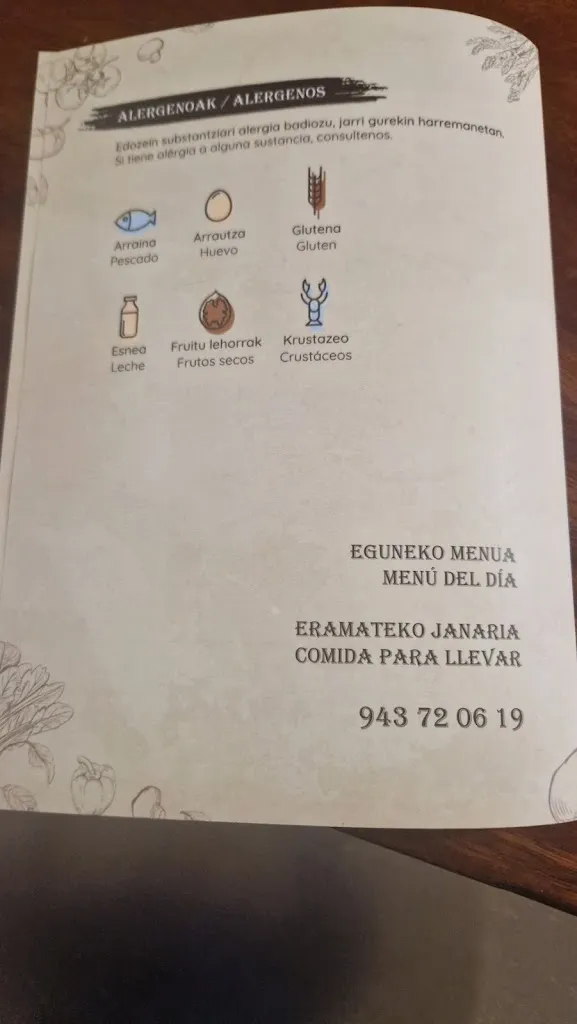 ALERGENOAK / ALERGENOS
Edozein substantziari alergia badiozu, jarri gurekin harremanetan.
Si tiene alérgia a alguna sustancia, consultenos.
Arraina
Pescado
Arrautza
Huevo
Glutena
Gluten
Esnea
Leche
Fruitu lehorrak
Frutos secos
Krustazeo
Crustáceos
EGUNEKO MENUA
MENÚ DEL DÍA
ERAMATEKO JANARIA
COMIDA PARA LLEVAR
943 72 06 19